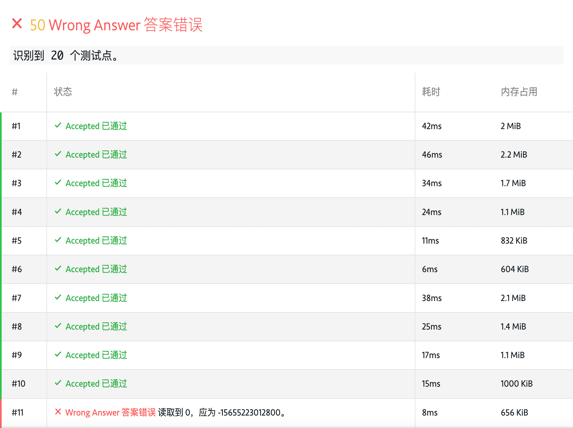 50 Wrong Answer 答案错误
识别到 20 个测试点。
# 状态 耗时 内存占用
#1 Accepted 已通过 42ms 2 MiB
#2 Accepted 已通过 46ms 2.2 MiB
#3 Accepted 已通过 34ms 1.7 MiB
#4 Accepted 已通过 24ms 1.1 MiB
#5 Accepted 已通过 11ms 832 KiB
#6 Accepted 已通过 6ms 604 KiB
#7 Accepted 已通过 38ms 2.1 MiB
#8 Accepted 已通过 25ms 1.4 MiB
#9 Accepted 已通过 17ms 1.1 MiB
#10 Accepted 已通过 15ms 1000 KiB
#11 Wrong Answer 答案错误 读取到 0，应为 -15655223012800。 8ms 656 KiB